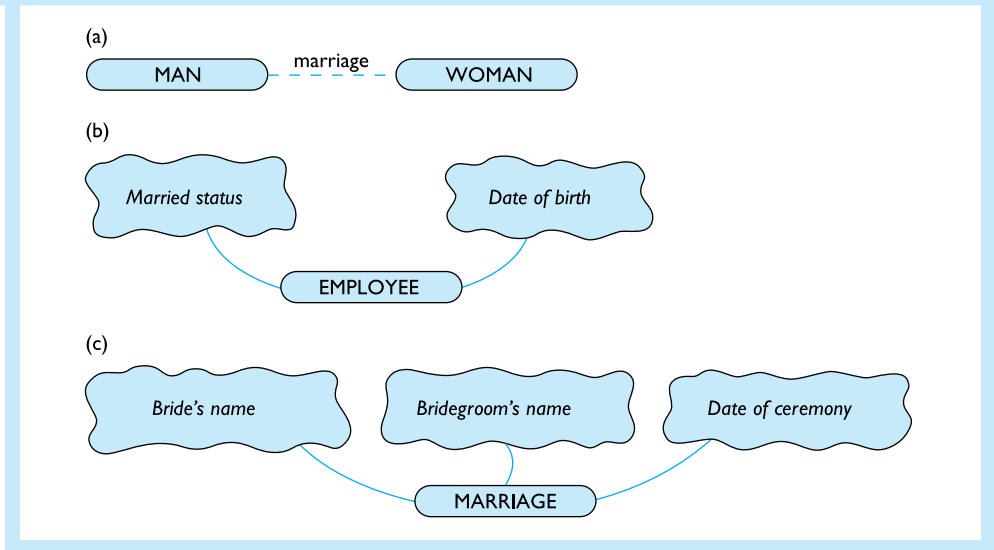 (a)
marriage
MAN
WOMAN
(b)
Married status
Date of birth
EMPLOYEE
(c)
Bride's name
Bridegroom's name
Date of ceremony
MARRIAGE